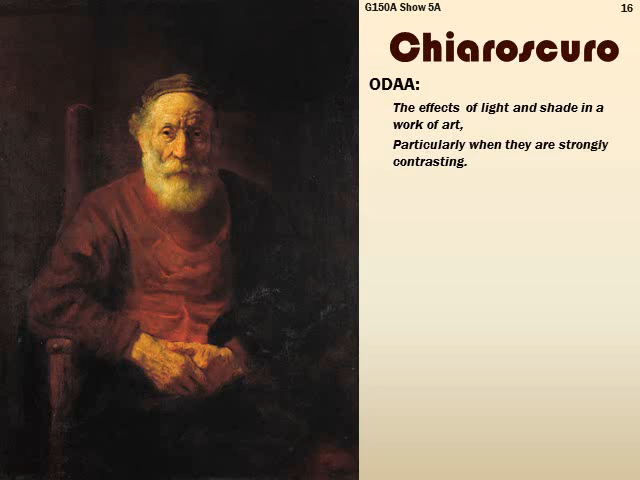 G150A Show 5A
16
Chiaroscuro
ODAA:
The effects of light and shade in a
work of art,
Particularly when they are strongly
contrasting.